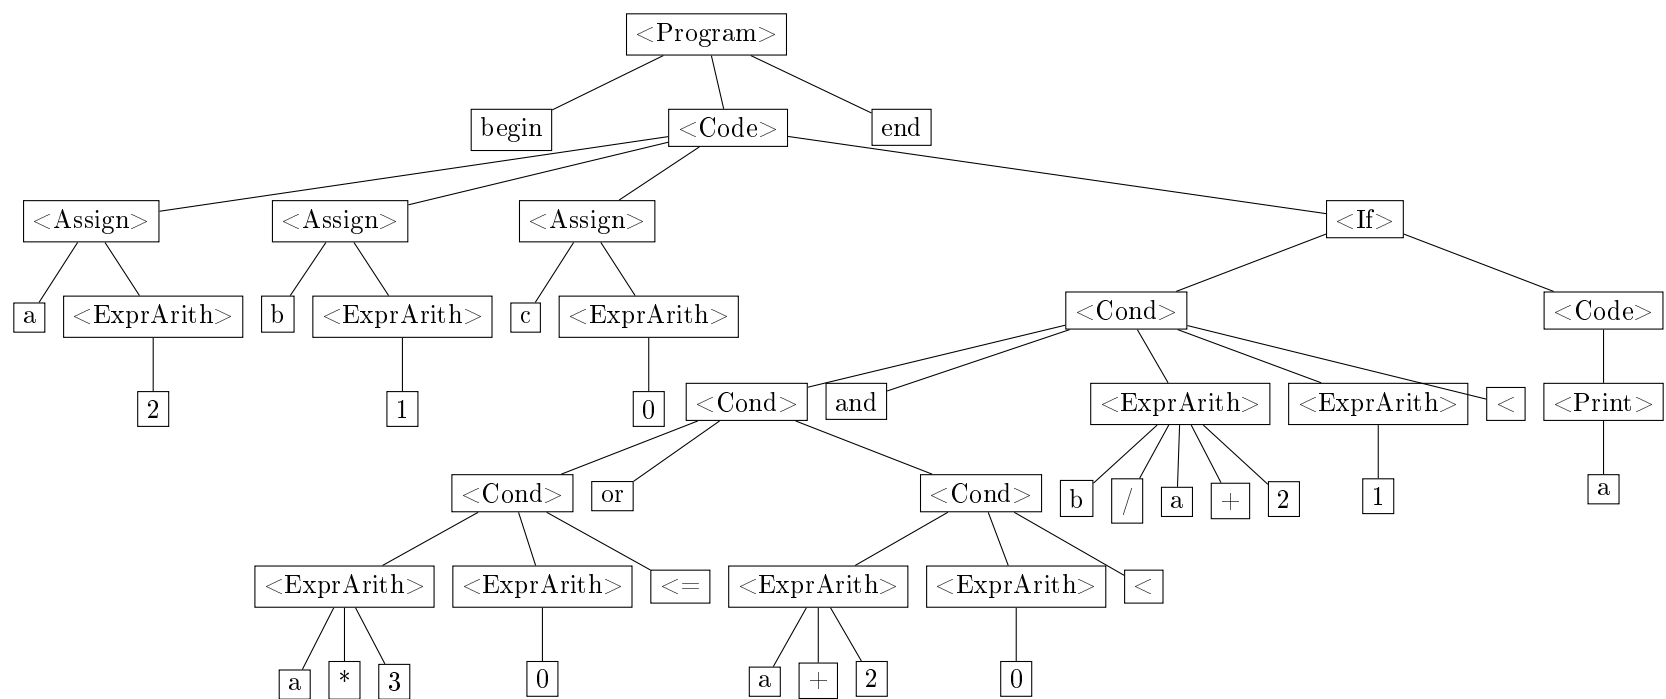 <Program>
begin <Code> end
<Assign> <Assign> <Assign> <If>
a <ExprArith> b <ExprArith> c <ExprArith> <Cond> <Code>
2 1 0 <Cond> and <ExprArith> <ExprArith> < <Print>
<Cond> or <Cond> b / a + 2 1 a
<ExprArith> <ExprArith> <= <ExprArith> <ExprArith> <
a * 3 0 a + 2 0